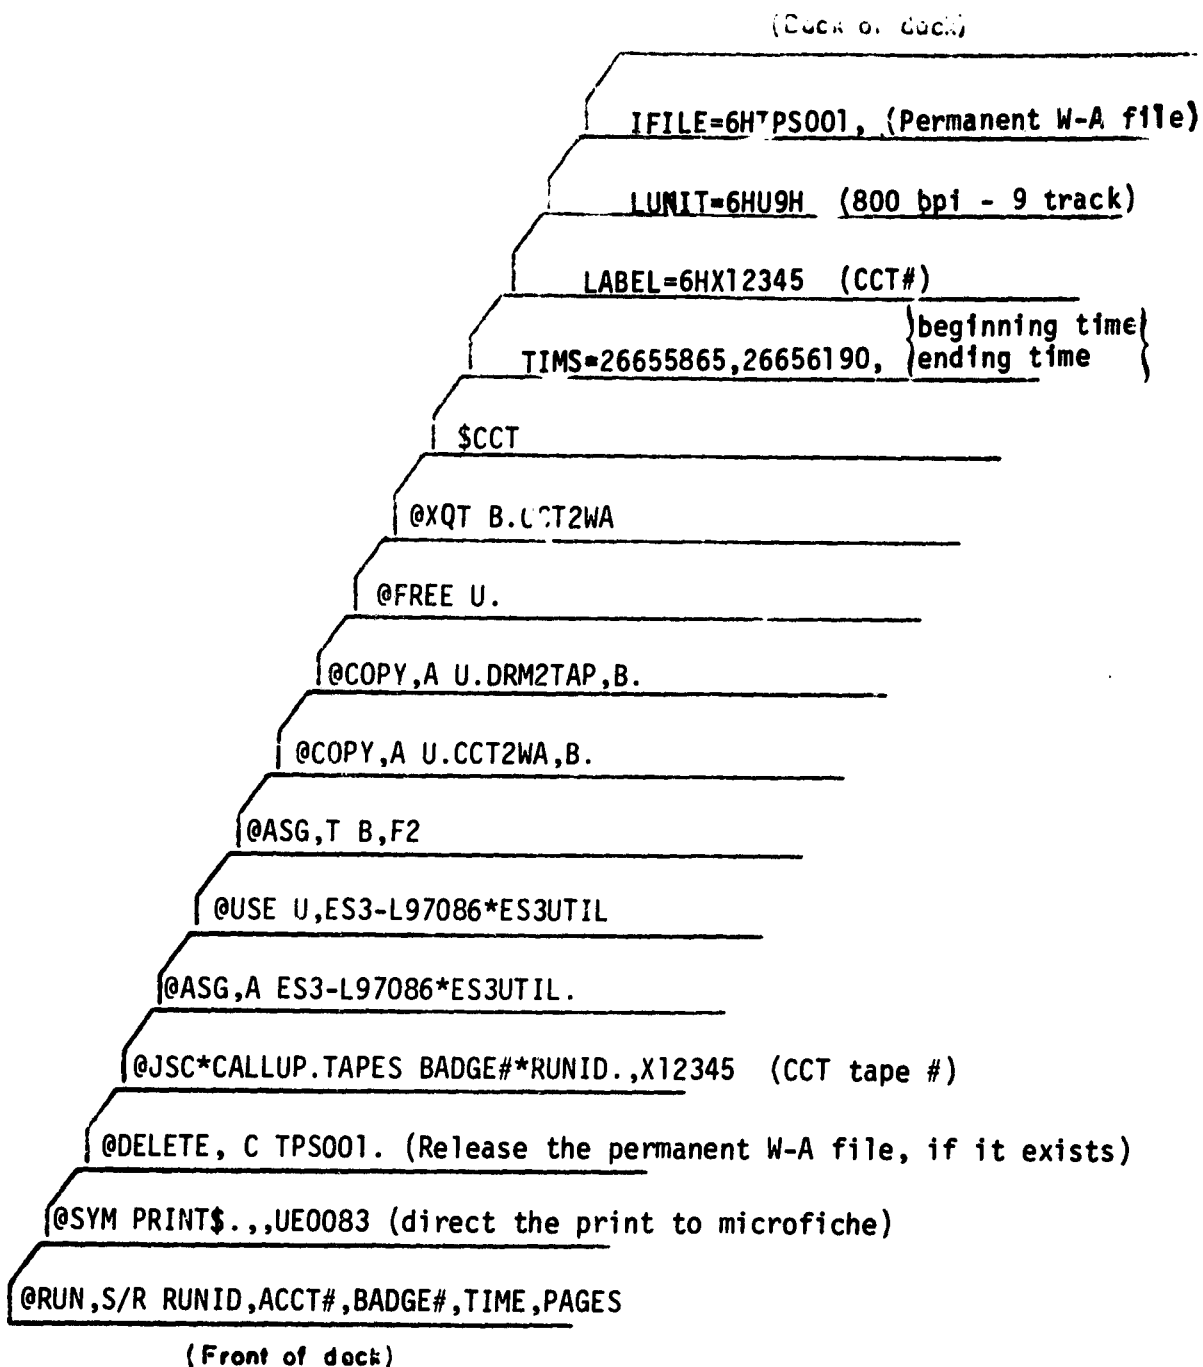 IFILE=6HTPS001, (Permanent W-A file)
LUNIT=6HU9H (800 bpi - 9 track)
LABEL=6HX12345 (CCT#)
beginning time
TIMS=26655865,26656190, ending time
$CCT
@XQT B.CCT2WA
@FREE U.
@COPY,A U.DRM2TAP,B.
@COPY,A U.CCT2WA,B.
@ASG,T B,F2
@USE U,ES3-L97086*ES3UTIL
@ASG,A ES3-L97086*ES3UTIL.
@JSC*CALLUP.TAPES BADGE#*RUNID.,X12345 (CCT tape #)
@DELETE, C TPS001. (Release the permanent W-A file, if it exists)
@SYM PRINT$.,,UE0083 (direct the print to microfiche)
@RUN,S/R RUNID,ACCT#,BADGE#,TIME,PAGES
(Front of deck)